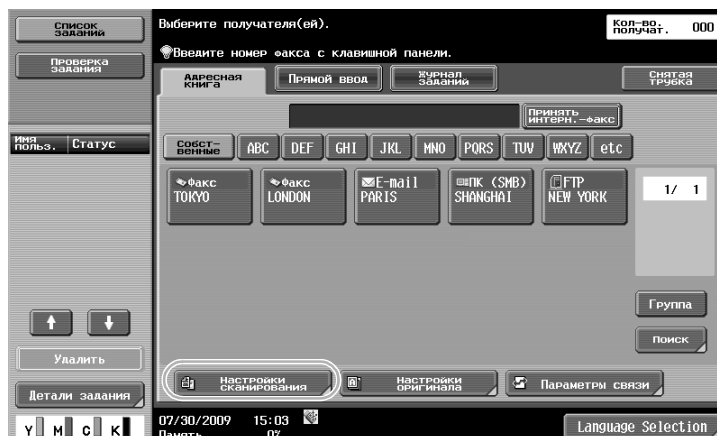 Список
заданий
Проверка
задания
Имя
польз.
Статус
Удалить
Детали задания
Y M C K
Выберите получателя(ей).
Кол-во.
получат.
000
Введите номер факса с клавишной панели.
Адресная
книга
Прямой ввод
Журнал
заданий
Снятая
трубка
Принять
интерн.-факс
Собст-
венные
ABC DEF GHI JKL MNO PQRS TUV WXYZ etc
Факс
TOKYO
Факс
LONDON
E-mail
PARIS
ПК (SMB)
SHANGHAI
FTP
NEW YORK
1/ 1
Группа
Поиск
Настройки
сканирования
Настройки
оригинала
Параметры связи
07/30/2009 15:03
Память 0%
Language Selection